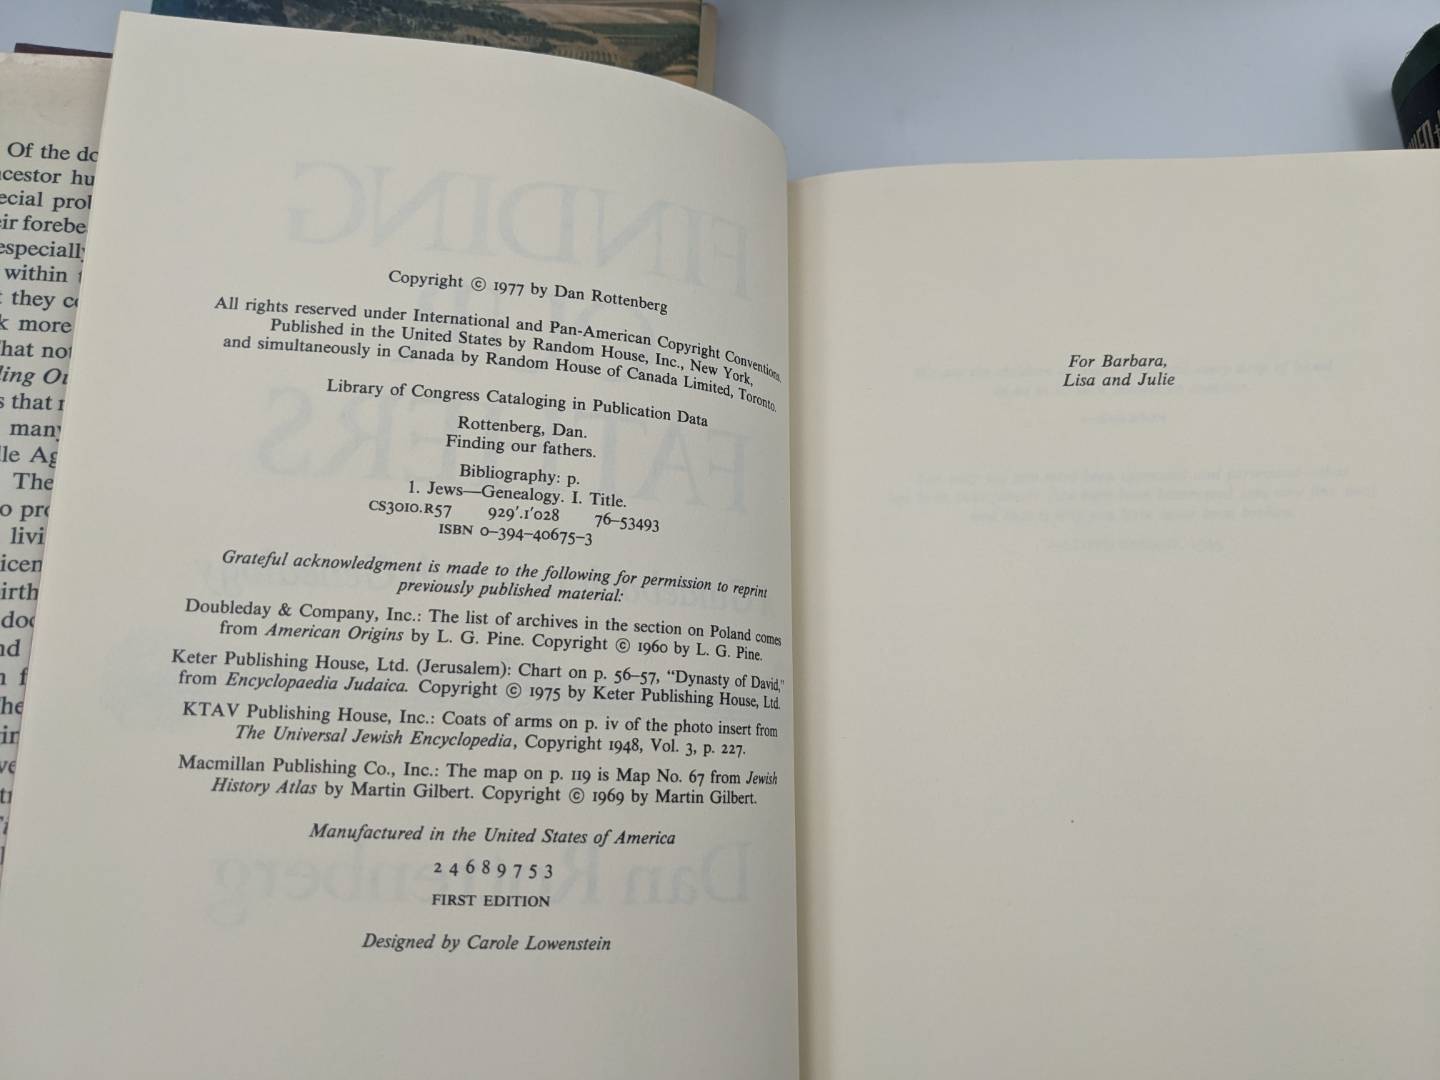 Of the
Copyright © 1977 by Dan Rottenberg
All rights reserved under International and Pan-American Copyright Conventions.
Published in the United States by Random House, Inc., New York,
and simultaneously in Canada by Random House of Canada Limited, Toronto.
Library of Congress Cataloging in Publication Data
Rottenberg, Dan.
Finding our fathers.
Bibliography: p.
1. Jews—Genealogy. I. Title.
CS3010.R57 929'.1'028 76–53493
ISBN 0–394–40675–3
Grateful acknowledgment is made to the following for permission to reprint
previously published material:
Doubleday & Company, Inc.: The list of archives in the section on Poland comes
from American Origins by L. G. Pine. Copyright © 1960 by L. G. Pine.
Keter Publishing House, Ltd. (Jerusalem): Chart on p. 56–57, "Dynasty of David,"
from Encyclopaedia Judaica. Copyright © 1975 by Keter Publishing House, Ltd.
KTAV Publishing House, Inc.: Coats of arms on p. iv of the photo insert from
The Universal Jewish Encyclopedia, Copyright 1948, Vol. 3, p. 227.
Macmillan Publishing Co., Inc.: The map on p. 119 is Map No. 67 from Jewish
History Atlas by Martin Gilbert. Copyright © 1969 by Martin Gilbert.
Manufactured in the United States of America
2 4 6 8 9 7 5 3
FIRST EDITION
Designed by Carole Lowenstein
For Barbara,
Lisa and Julie